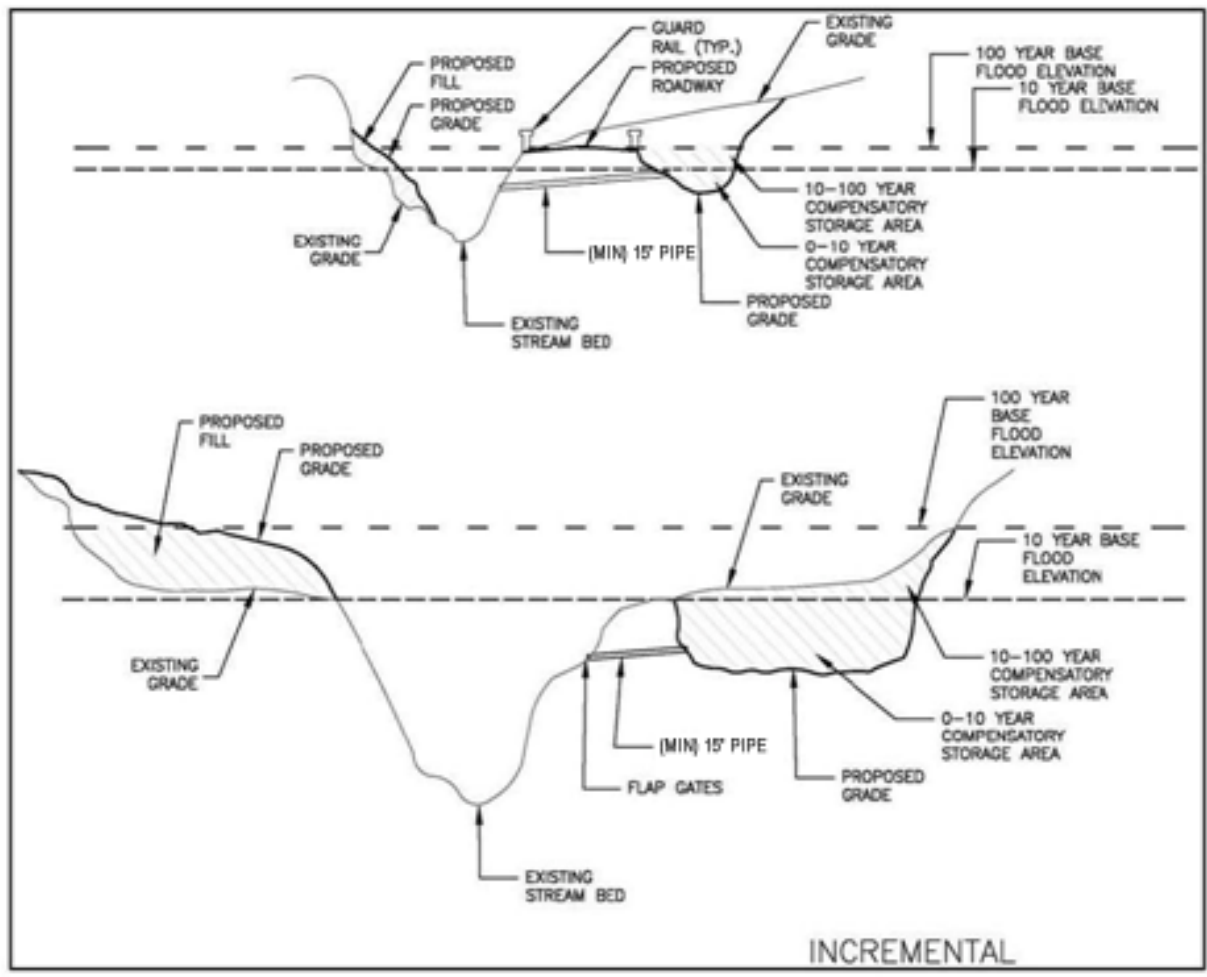 GUARD
RAIL (TYP.)
EXISTING
GRADE
PROPOSED
FILL
PROPOSED
ROADWAY
PROPOSED
GRADE
100 YEAR BASE
FLOOD ELEVATION
10 YEAR BASE
FLOOD ELEVATION
10-100 YEAR
COMPENSATORY
STORAGE AREA
EXISTING
GRADE
(MIN) 15" PIPE
0-10 YEAR
COMPENSATORY
STORAGE AREA
PROPOSED
GRADE
EXISTING
STREAM BED
100 YEAR
BASE
FLOOD
ELEVATION
PROPOSED
FILL
PROPOSED
GRADE
EXISTING
GRADE
10 YEAR BASE
FLOOD
ELEVATION
EXISTING
GRADE
10-100 YEAR
COMPENSATORY
STORAGE AREA
0-10 YEAR
COMPENSATORY
STORAGE AREA
(MIN) 15" PIPE
FLAP GATES
PROPOSED
GRADE
EXISTING
STREAM BED
INCREMENTAL